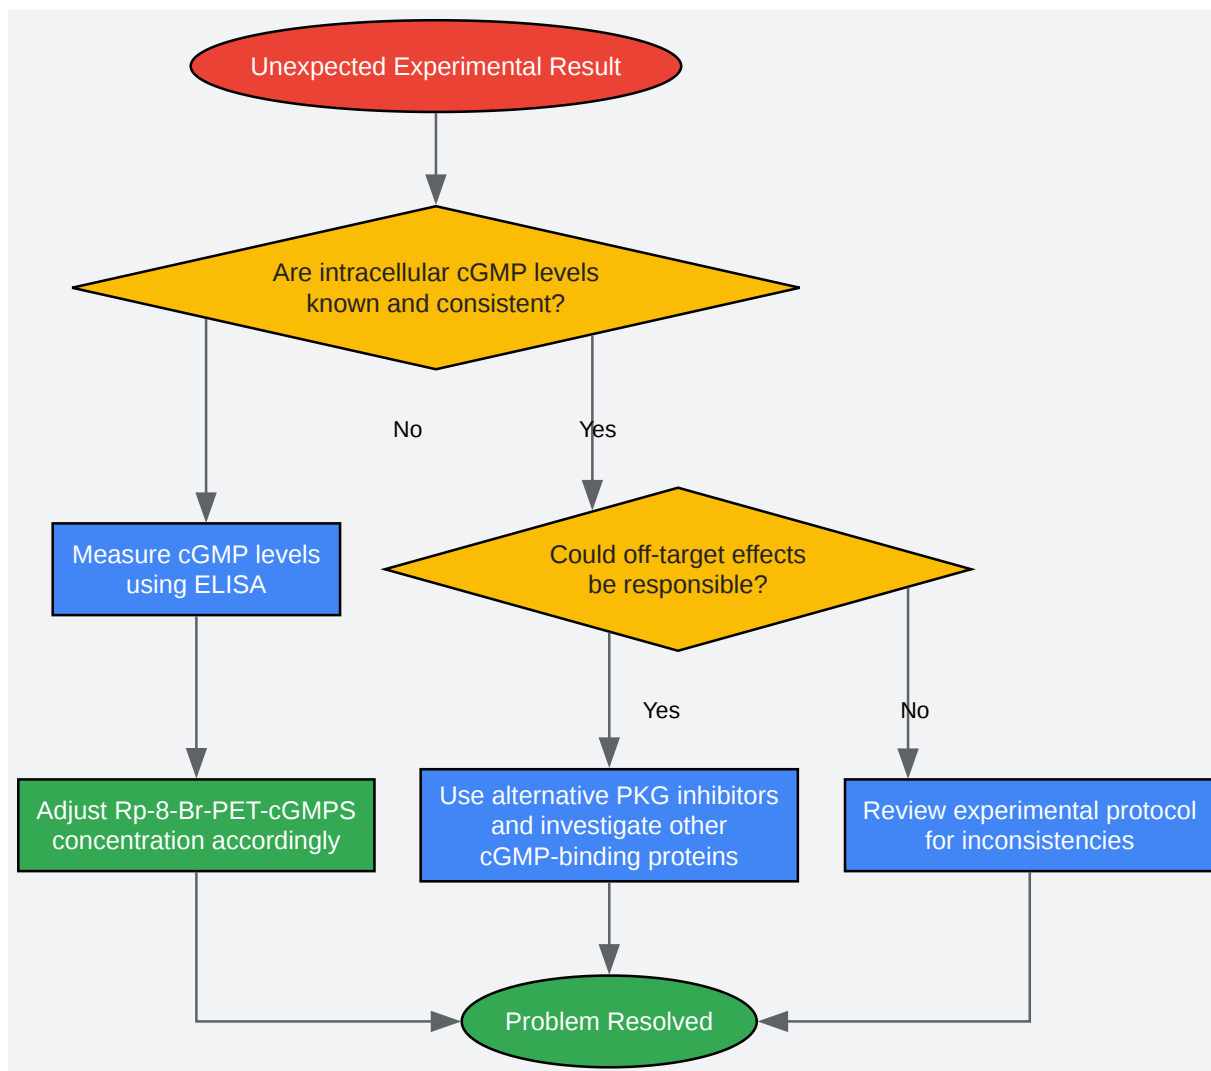 Unexpected Experimental Result
Are intracellular cGMP levels
known and consistent?
No
Yes
Measure cGMP levels
using ELISA
Could off-target effects
be responsible?
Yes
No
Adjust Rp-8-Br-PET-cGMPS
concentration accordingly
Use alternative PKG inhibitors
and investigate other
cGMP-binding proteins
Review experimental protocol
for inconsistencies
Problem Resolved